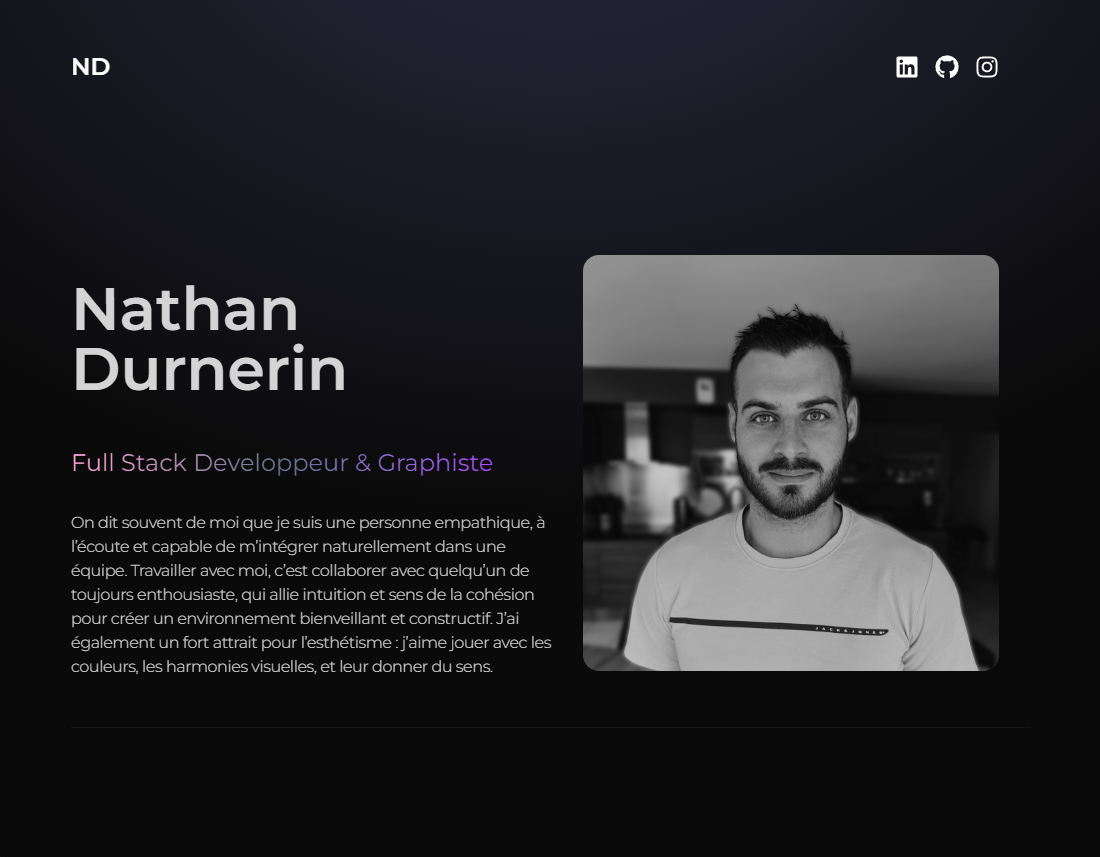 ND
Nathan
Durnerin
Full Stack Developpeur & Graphiste
On dit souvent de moi que je suis une personne empathique, à
l’écoute et capable de m’intégrer naturellement dans une
équipe. Travailler avec moi, c’est collaborer avec quelqu’un de
toujours enthousiaste, qui allie intuition et sens de la cohésion
pour créer un environnement bienveillant et constructif. J’ai
également un fort attrait pour l’esthétisme : j’aime jouer avec les
couleurs, les harmonies visuelles, et leur donner du sens.
JACK&JONES